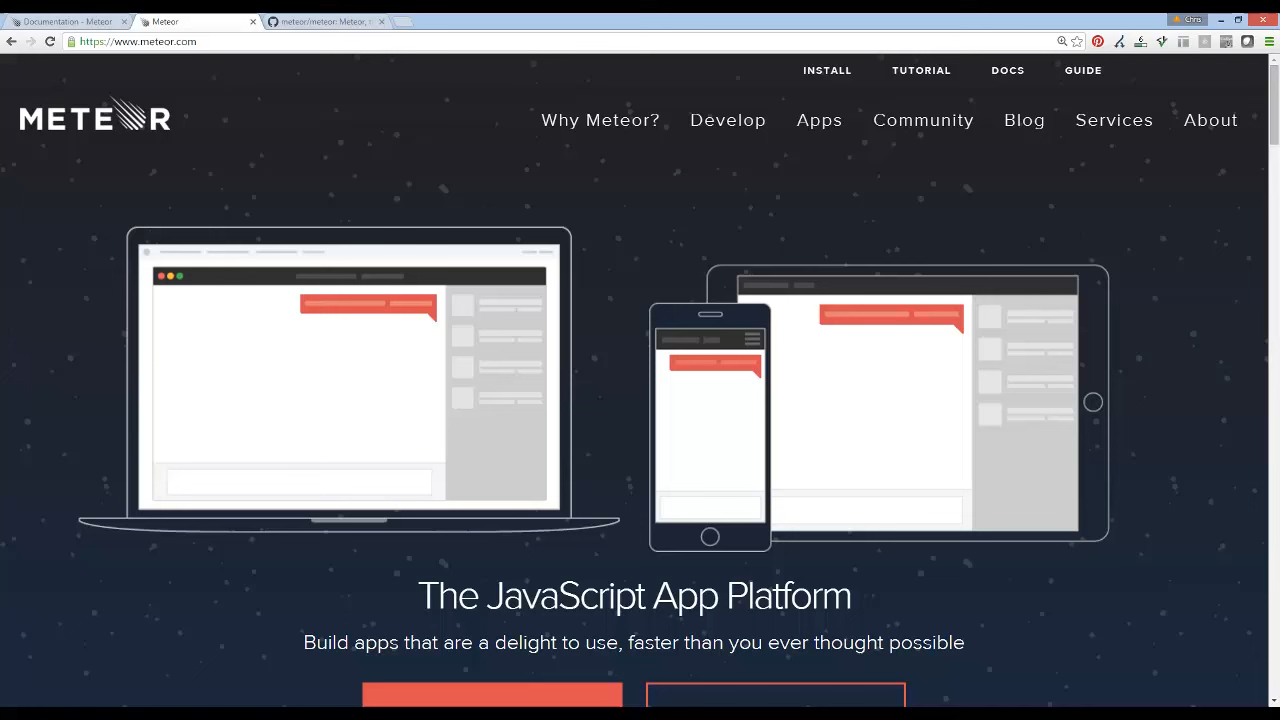 Documentation - Meteor
Meteor
meteor/meteor: Meteor, t
Chris
https://www.meteor.com
INSTALL TUTORIAL DOCS GUIDE
METEOR
Why Meteor? Develop Apps Community Blog Services About
The JavaScript App Platform
Build apps that are a delight to use, faster than you ever thought possible